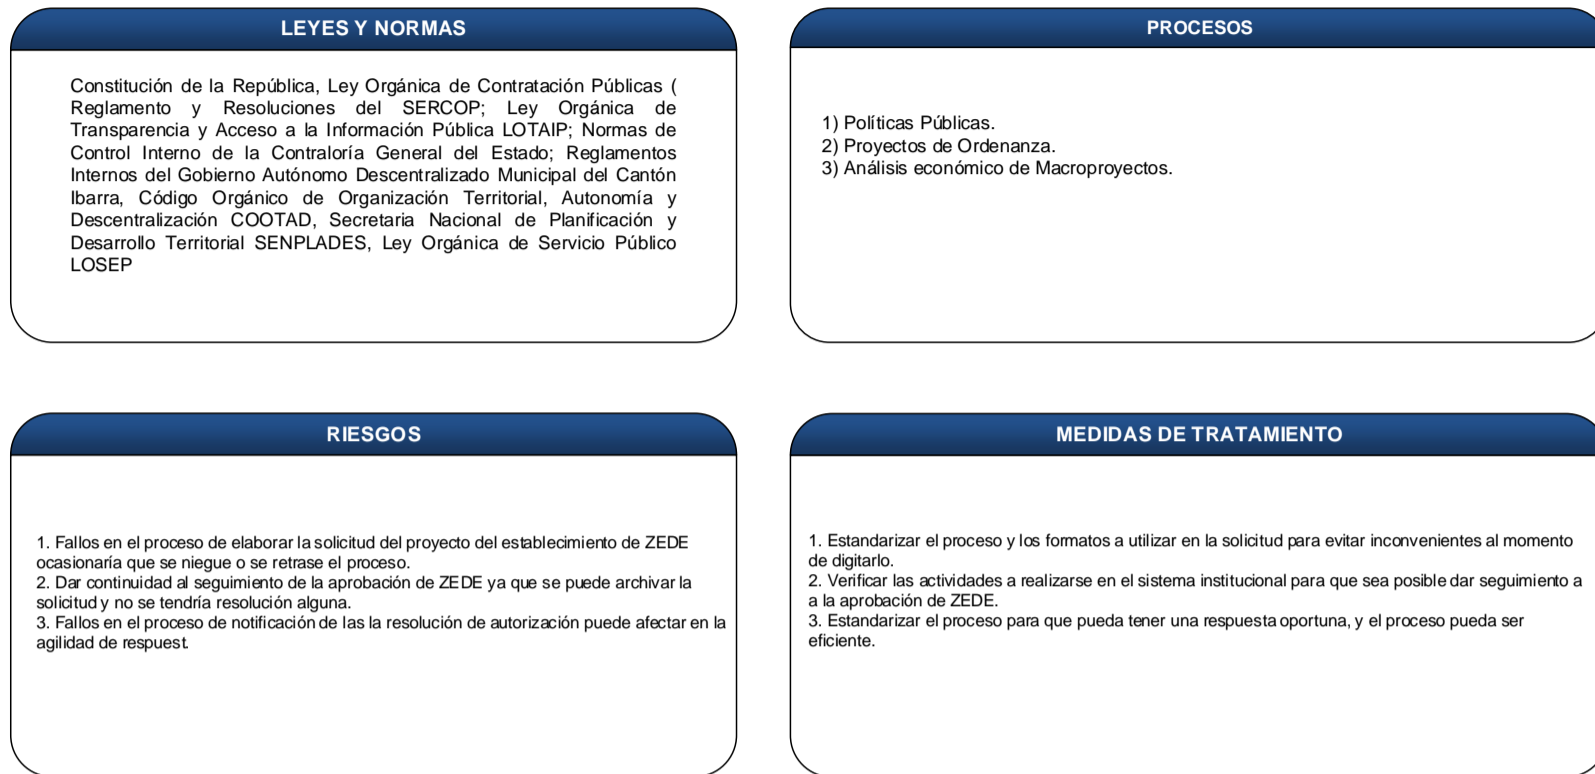 LEYES Y NORMAS
Constitución de la República, Ley Orgánica de Contratación Públicas (
Reglamento y Resoluciones del SERCOP; Ley Orgánica de
Transparencia y Acceso a la Información Pública LOTAIP; Normas de
Control Interno de la Contraloría General del Estado; Reglamentos
Internos del Gobierno Autónomo Descentralizado Municipal del Cantón
Ibarra, Código Orgánico de Organización Territorial, Autonomía y
Descentralización COOTAD, Secretaria Nacional de Planificación y
Desarrollo Territorial SENPLADES, Ley Orgánica de Servicio Público
LOSEP
PROCESOS
1) Políticas Públicas.
2) Proyectos de Ordenanza.
3) Análisis económico de Macroproyectos.
RIESGOS
1. Fallos en el proceso de elaborar la solicitud del proyecto del establecimiento de ZEDE
ocasionaría que se niegue o se retrase el proceso.
2. Dar continuidad al seguimiento de la aprobación de ZEDE ya que se puede archivar la
solicitud y no se tendría resolución alguna.
3. Fallos en el proceso de notificación de las la resolución de autorización puede afectar en la
agilidad de respuest.
MEDIDAS DE TRATAMIENTO
1. Estandarizar el proceso y los formatos a utilizar en la solicitud para evitar inconvenientes al momento
de digitarlo.
2. Verificar las actividades a realizarse en el sistema institucional para que sea posible dar seguimiento a
a la aprobación de ZEDE.
3. Estandarizar el proceso para que pueda tener una respuesta oportuna, y el proceso pueda ser
eficiente.